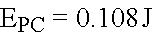 E_PC = 0.108 J